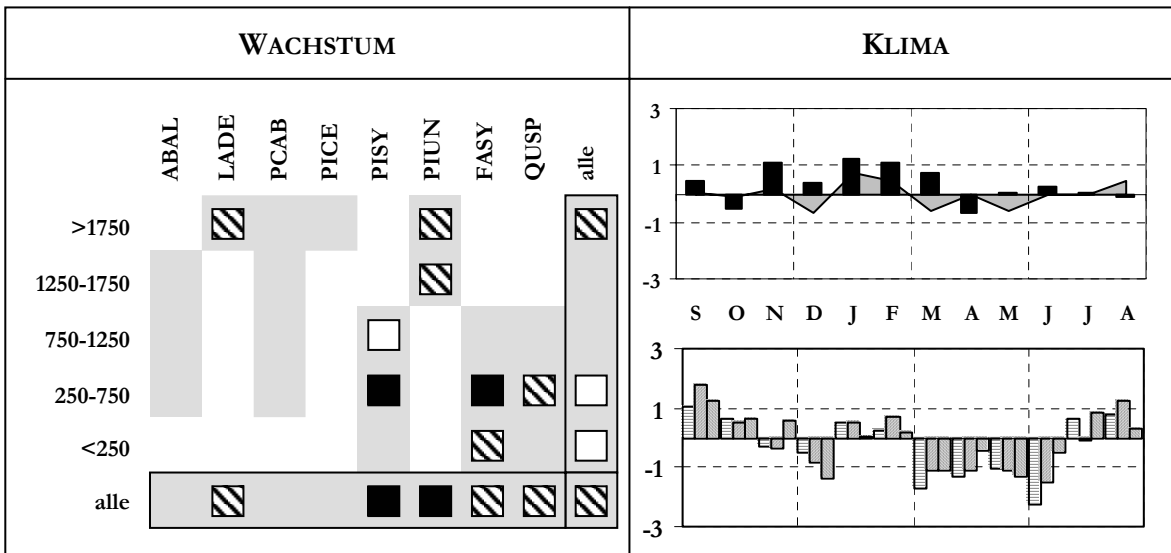 WACHSTUM
KLIMA
ABAL LADE PCAB PICE PISY PIUN FASY QUSP alle
>1750
1250-1750
750-1250
250-750
<250
alle
3
1
-1
-3
S O N D J F M A M J J A
3
1
-1
-3